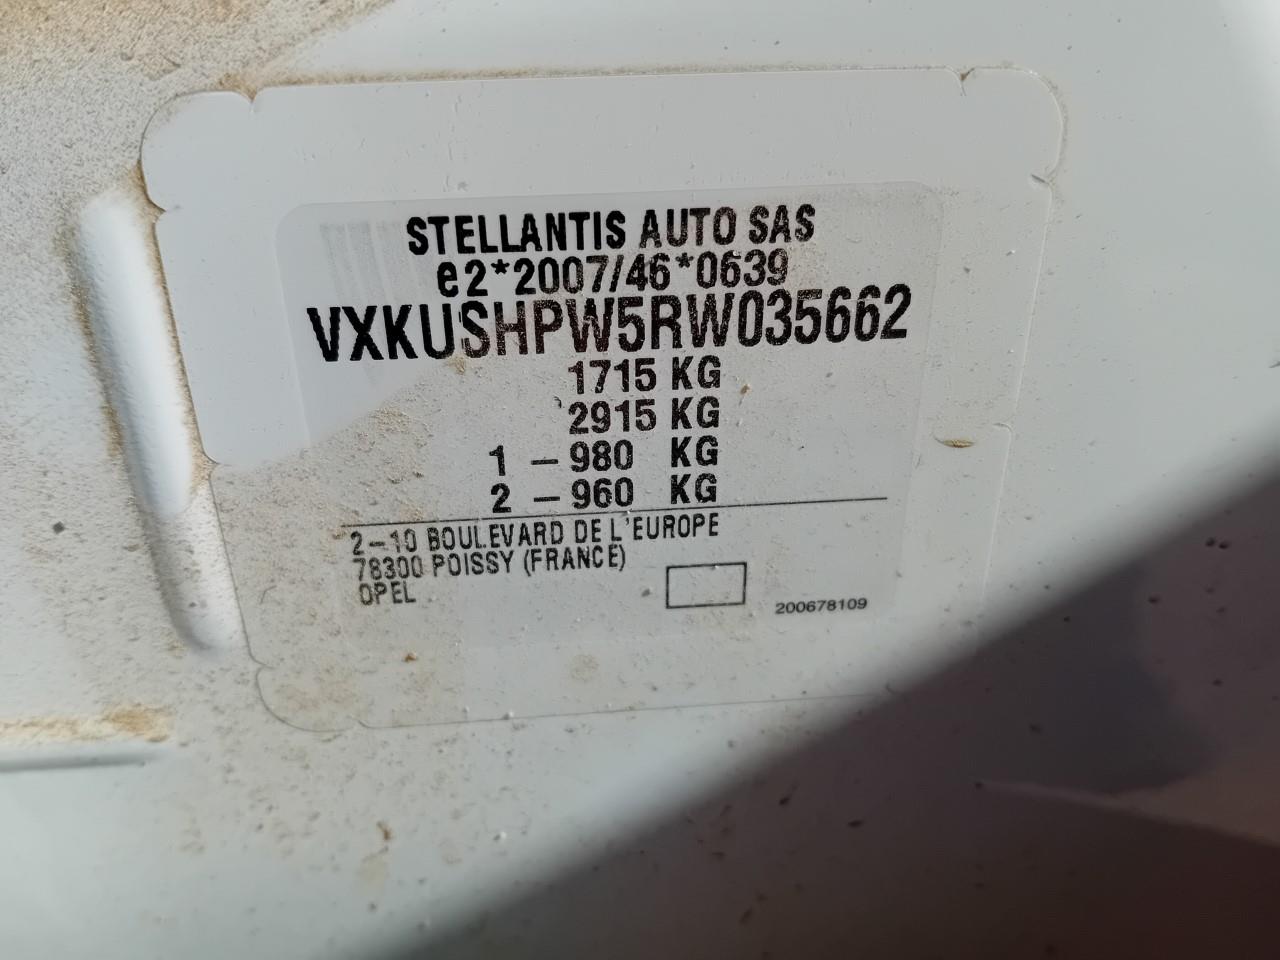 STELLANTIS AUTO SAS
e2*2007/46*0639
VXKUSHPW5RW035662
1715 KG
2915 KG
1 – 980 KG
2 – 960 KG
2–10 BOULEVARD DE L'EUROPE
78300 POISSY (FRANCE)
OPEL
200678109